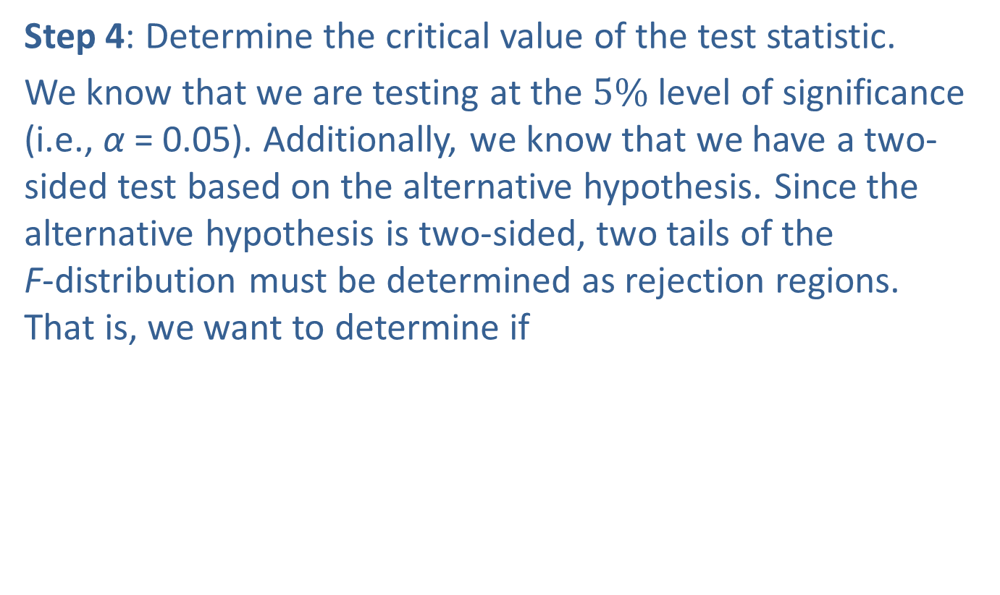 Step 4: Determine the critical value of the test statistic.
We know that we are testing at the 5% level of significance
(i.e., α = 0.05). Additionally, we know that we have a two-
sided test based on the alternative hypothesis. Since the
alternative hypothesis is two-sided, two tails of the
F-distribution must be determined as rejection regions.
That is, we want to determine if